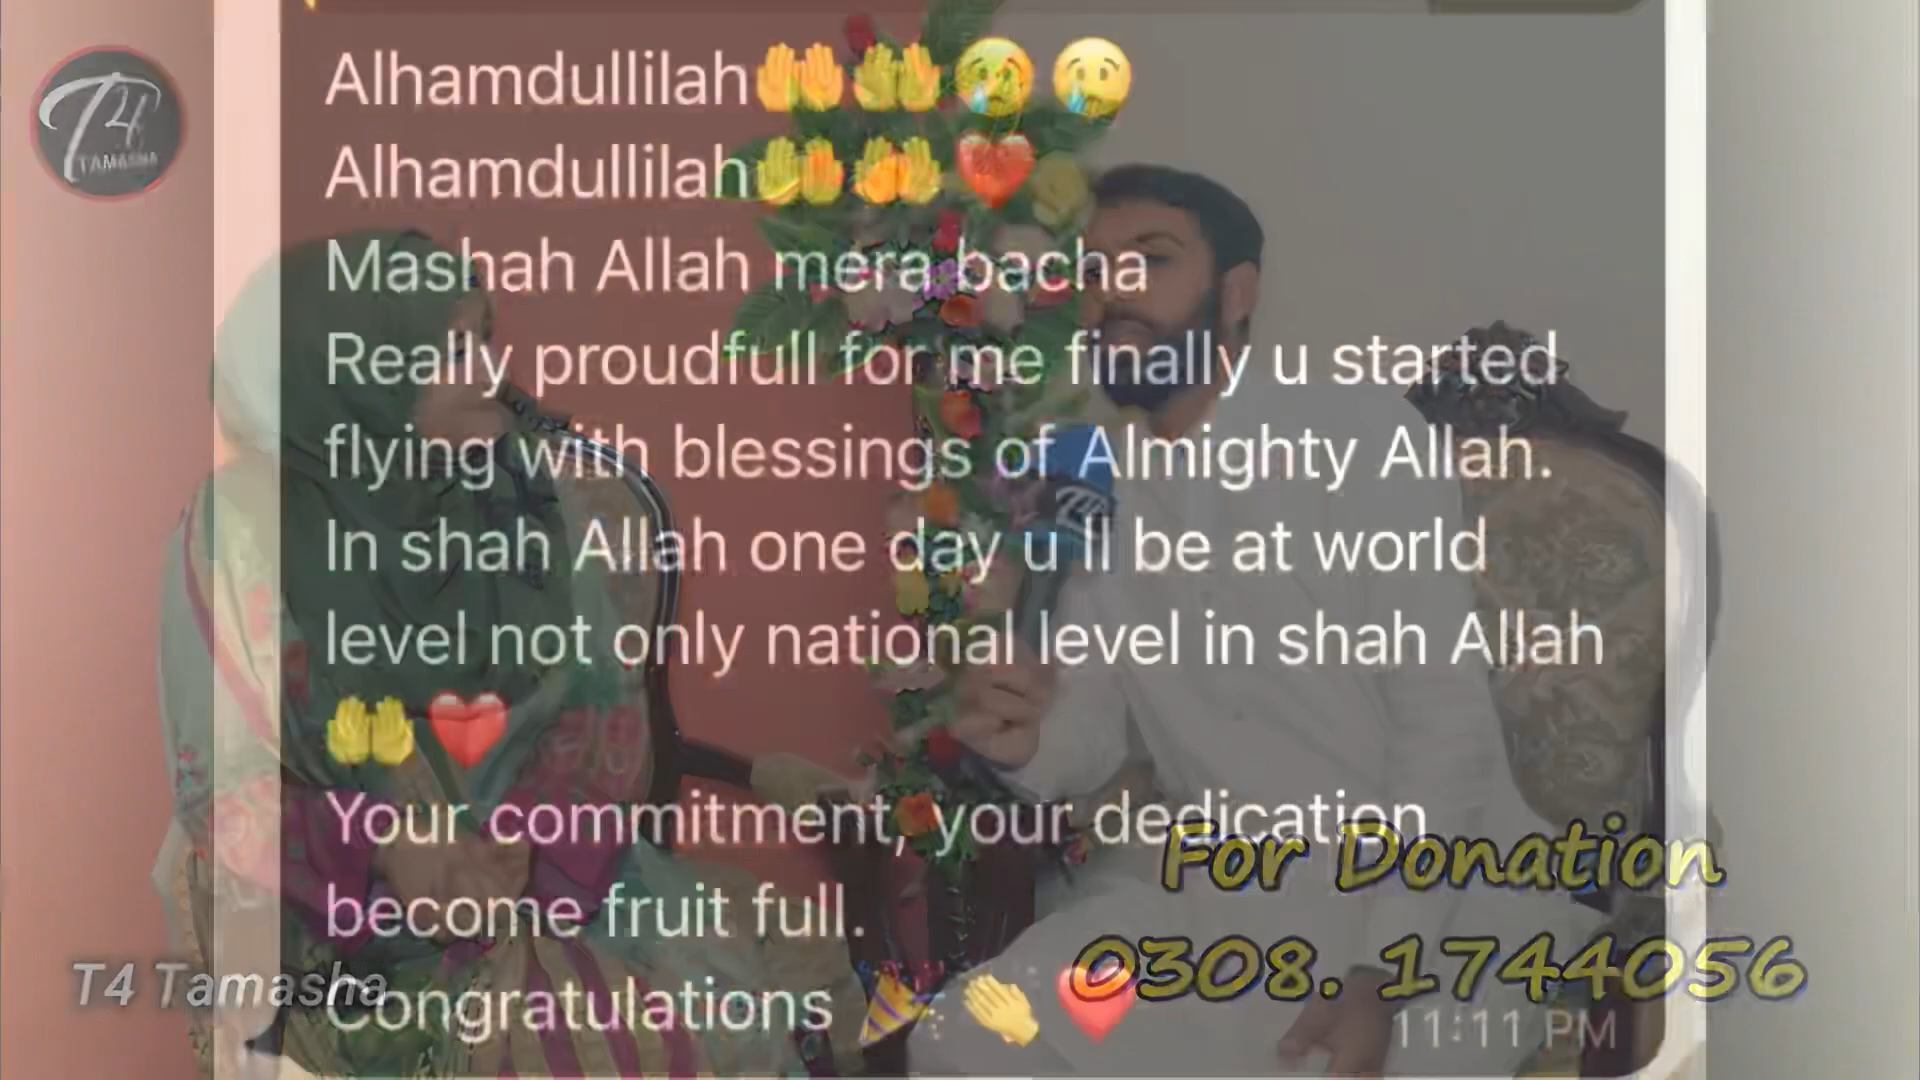 T4
TAMASHA
Alhamdullilah🤲🤲😢😢
Alhamdullilah🤲🤲❤️
Mashah Allah mera bacha
Really proudfull for me finally u started
flying with blessings of Almighty Allah.
In shah Allah one day u ll be at world
level not only national level in shah Allah
🤲❤️
Your commitment, your dedication
become fruit full.
Congratulations 🎉👏❤️
11:11 PM
For Donation
0308. 1744056
T4 Tamasha
T4